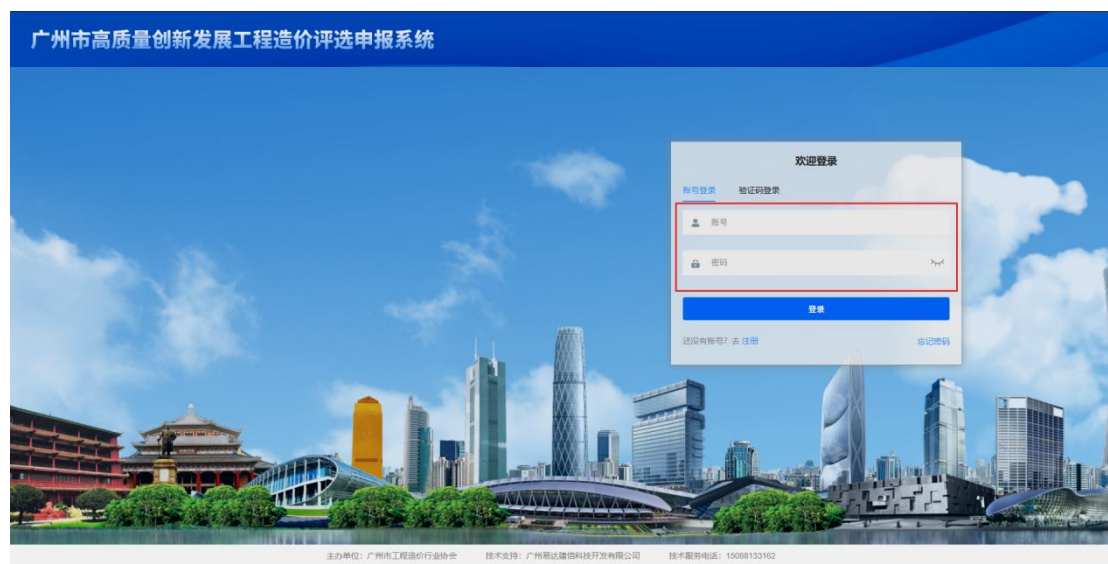 广州市高质量创新发展工程造价评选申报系统
欢迎登录
账号登录 验证码登录
账号
密码
登录
还没有账号？去 注册 忘记密码
主办单位：广州市工程造价行业协会 技术支持：广州易达建信科技开发有限公司 技术服务电话：15088133162